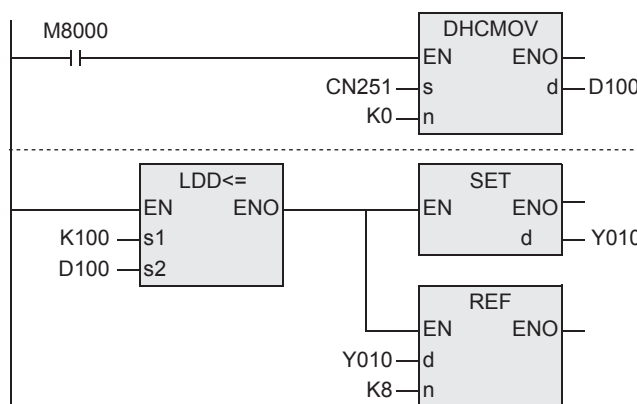 M8000
DHCMOV
EN ENO
CN251 s d D100
K0 n
LDD<=
EN ENO
K100 s1
D100 s2
SET
EN ENO
d Y010
REF
EN ENO
Y010 d
K8 n